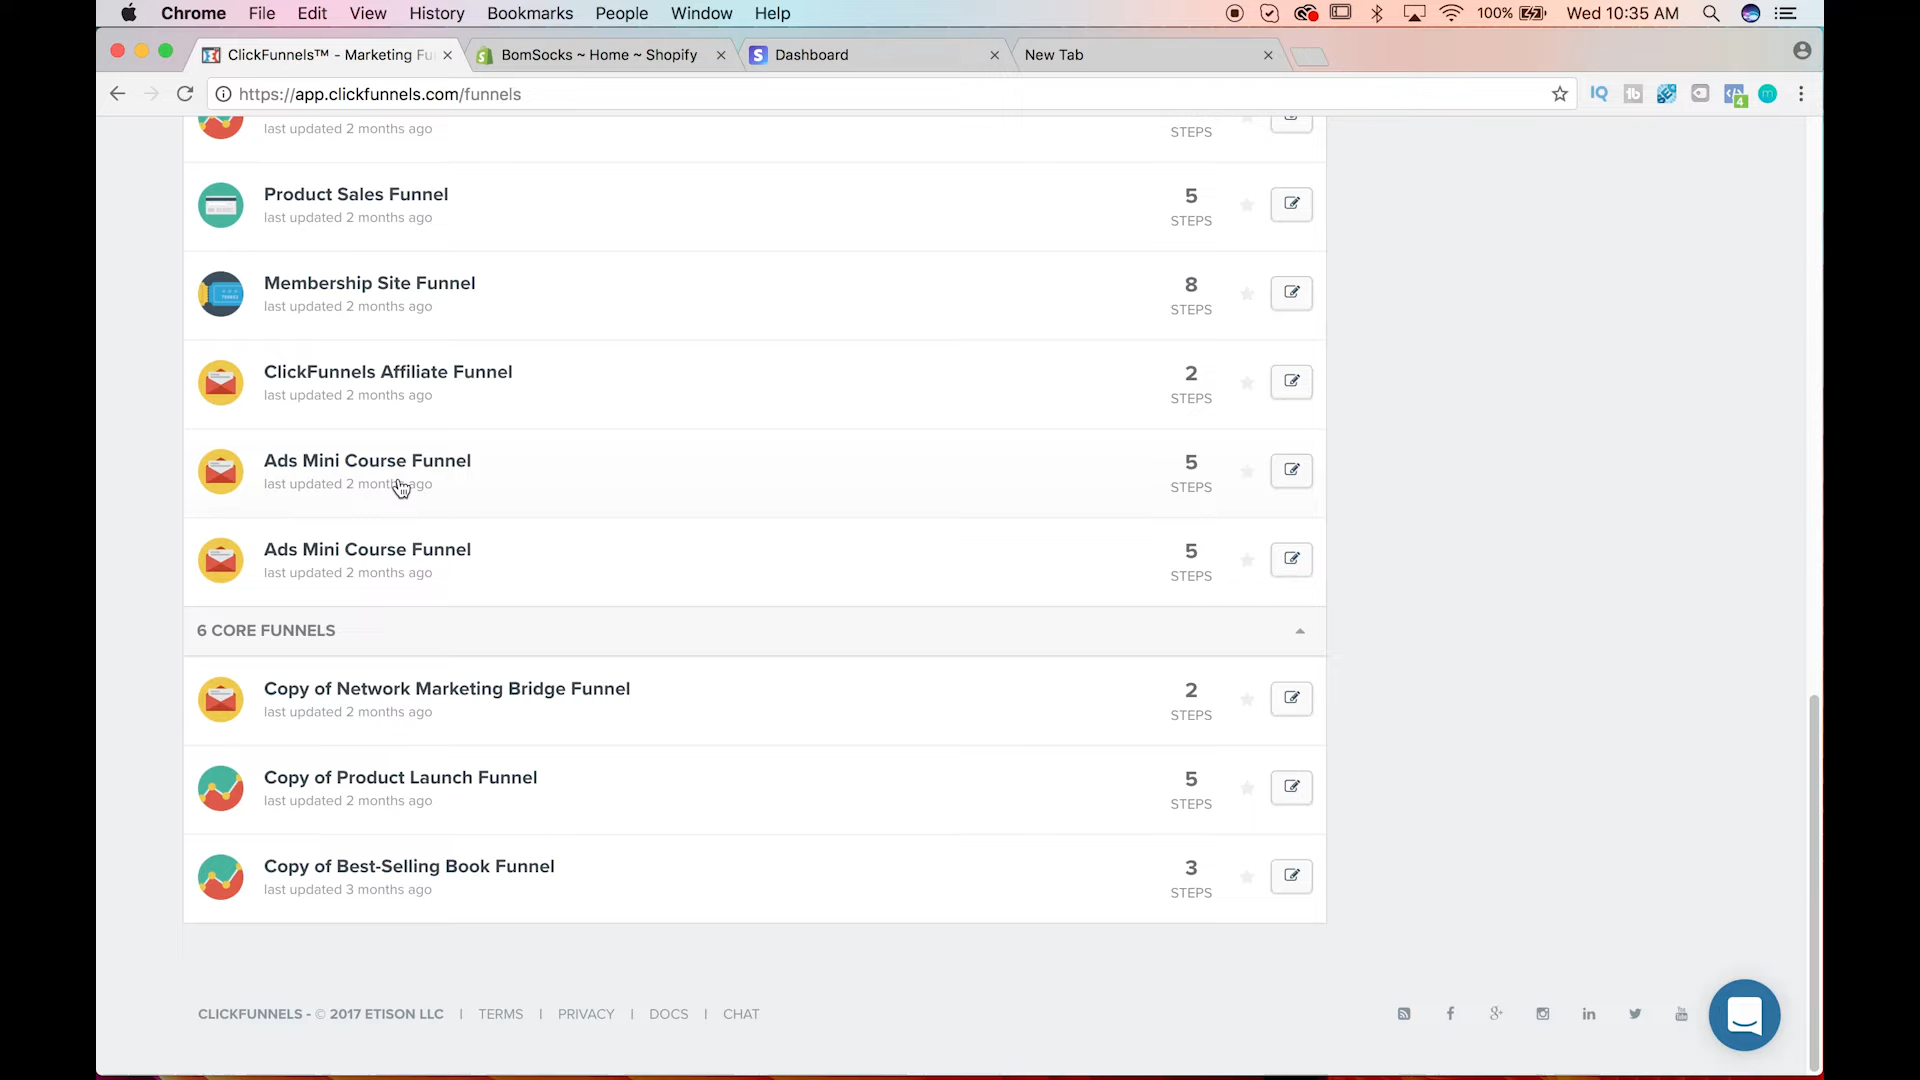 Chrome File Edit View History Bookmarks People Window Help 100% Wed 10:35 AM
ClickFunnels™ - Marketing Fu BomSocks ~ Home ~ Shopify Dashboard New Tab
https://app.clickfunnels.com/funnels
last updated 2 months ago
STEPS
Product Sales Funnel
last updated 2 months ago
5
STEPS
Membership Site Funnel
last updated 2 months ago
8
STEPS
ClickFunnels Affiliate Funnel
last updated 2 months ago
2
STEPS
Ads Mini Course Funnel
last updated 2 months ago
5
STEPS
Ads Mini Course Funnel
last updated 2 months ago
5
STEPS
6 CORE FUNNELS
Copy of Network Marketing Bridge Funnel
last updated 2 months ago
2
STEPS
Copy of Product Launch Funnel
last updated 2 months ago
5
STEPS
Copy of Best-Selling Book Funnel
last updated 3 months ago
3
STEPS
CLICKFUNNELS - © 2017 ETISON LLC | TERMS | PRIVACY | DOCS | CHAT